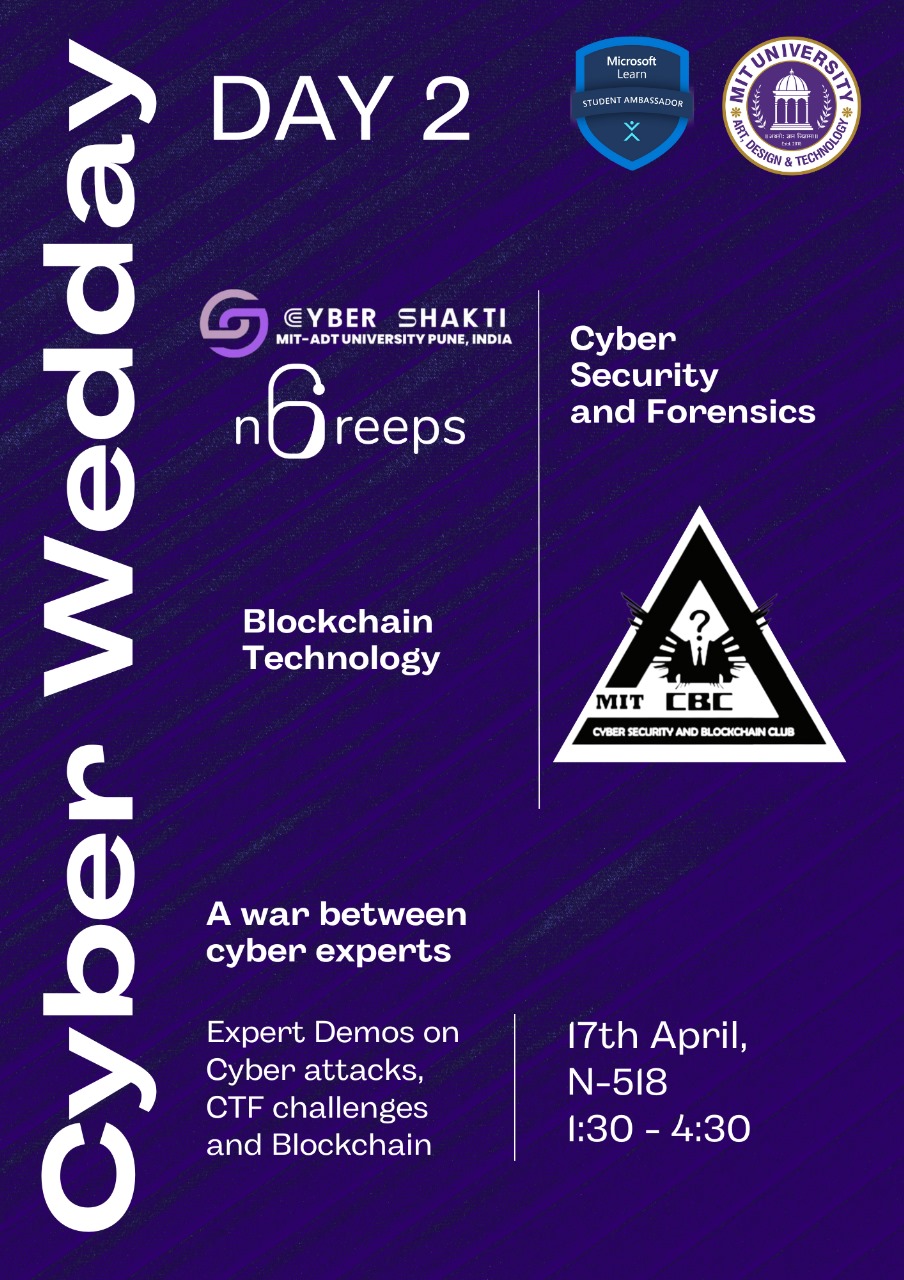 Cyber Wedday
DAY 2
Microsoft
Learn
STUDENT AMBASSADOR
MIT UNIVERSITY
ART, DESIGN & TECHNOLOGY
CYBER SHAKTI
MIT-ADT UNIVERSITY PUNE, INDIA
n6reeps
Cyber
Security
and Forensics
Blockchain
Technology
?
MIT CBC
CYBER SECURITY AND BLOCKCHAIN CLUB
A war between
cyber experts
Expert Demos on
Cyber attacks,
CTF challenges
and Blockchain
17th April,
N-518
1:30 - 4:30